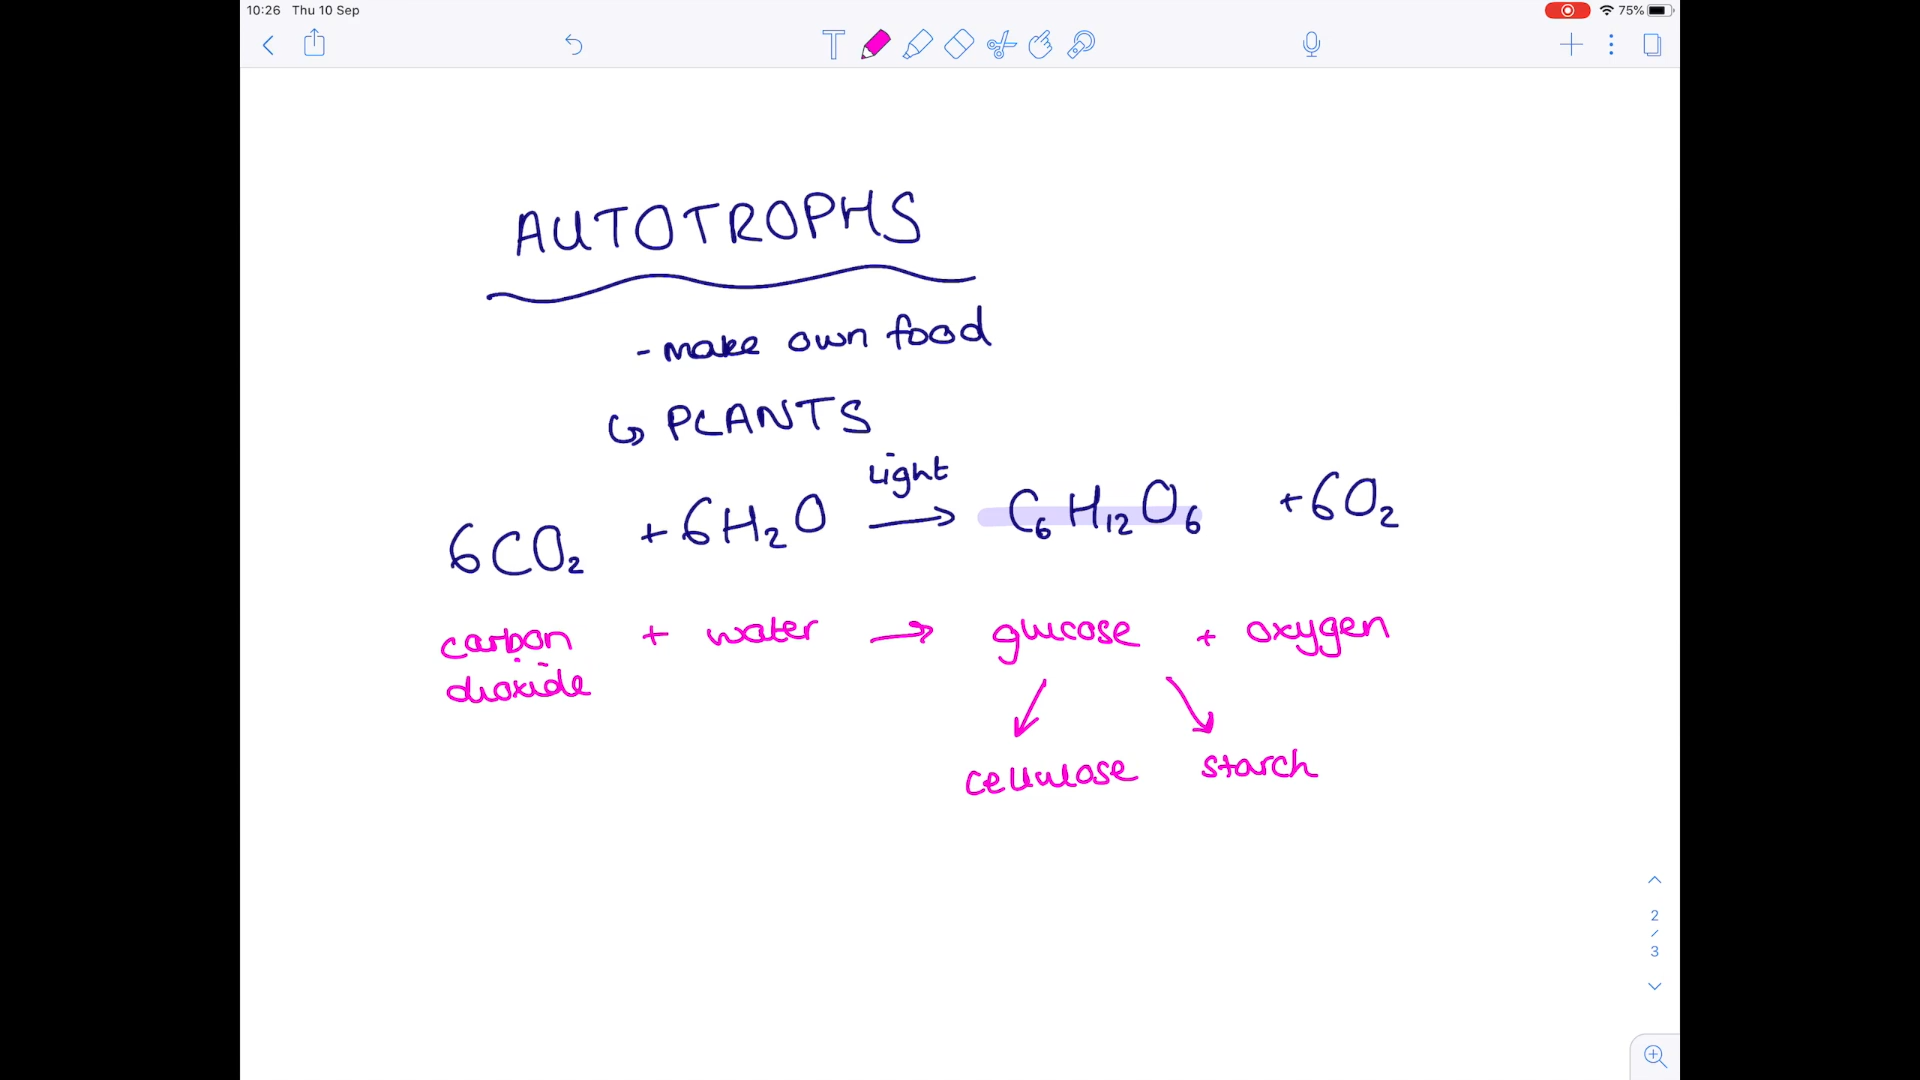 10:26 Thu 10 Sep
75%
T
AUTOTROPHS
- make own food
↳ PLANTS
light
6CO₂ + 6H₂O → C₆H₁₂O₆ + 6O₂
carbon dioxide + water → glucose + oxygen
cellulose starch
2
/
3